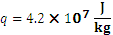 q = 4.2 × 10⁷ J/kg